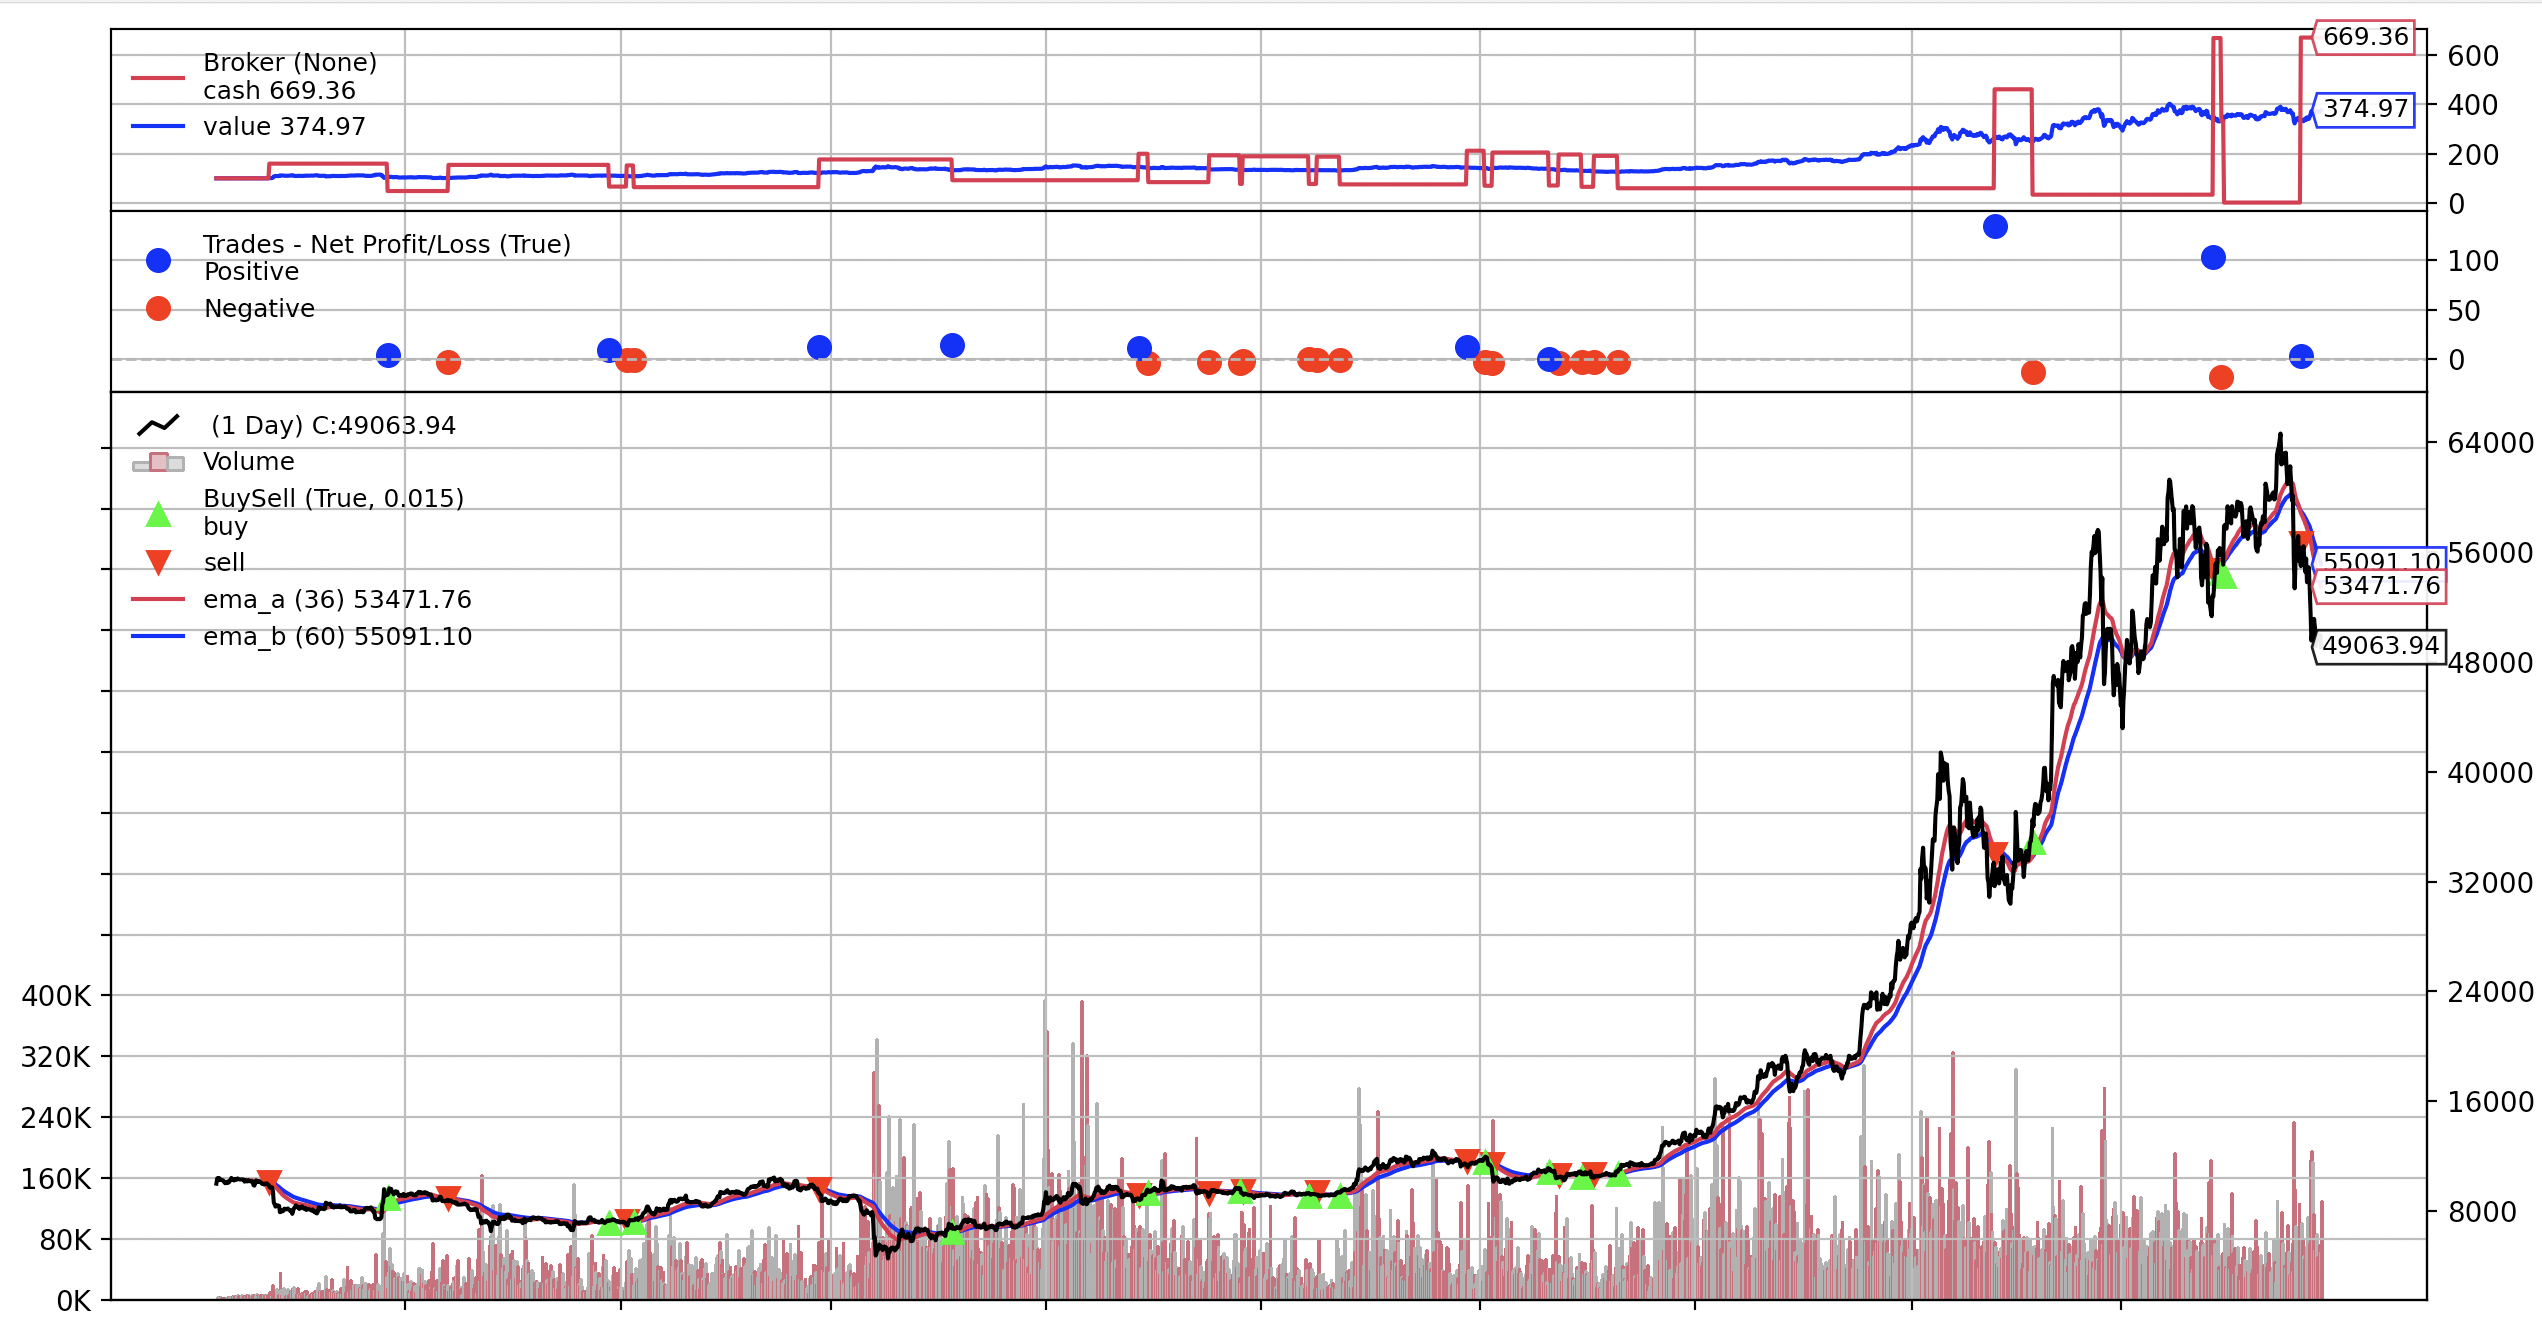 Broker (None)
cash 669.36
value 374.97
669.36
374.97
600
400
200
0
Trades - Net Profit/Loss (True)
Positive
Negative
100
50
0
(1 Day) C:49063.94
Volume
BuySell (True, 0.015)
buy
sell
ema_a (36) 53471.76
ema_b (60) 55091.10
55091.10
53471.76
49063.94
64000
56000
48000
40000
32000
24000
16000
8000
400K
320K
240K
160K
80K
0K